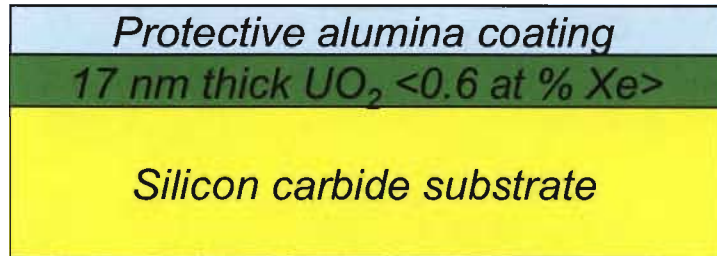 Protective alumina coating
17 nm thick UO₂ <0.6 at % Xe>
Silicon carbide substrate